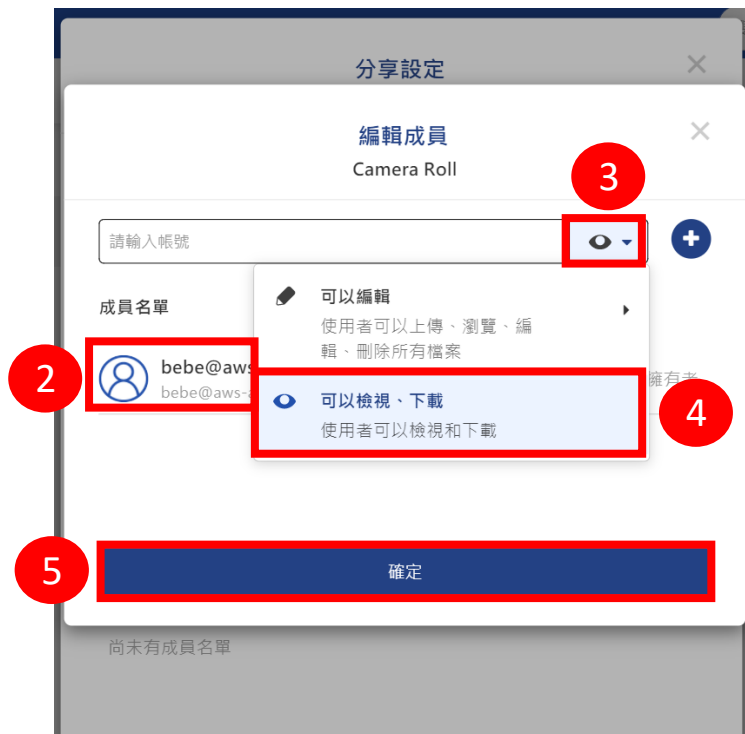 分享設定
編輯成員
Camera Roll
3
請輸入帳號
成員名單
可以編輯
使用者可以上傳、瀏覽、編
輯、刪除所有檔案
2
bebe@aws
bebe@aws-a
擁有者
可以檢視、下載
使用者可以檢視和下載
4
5
確定
尚未有成員名單